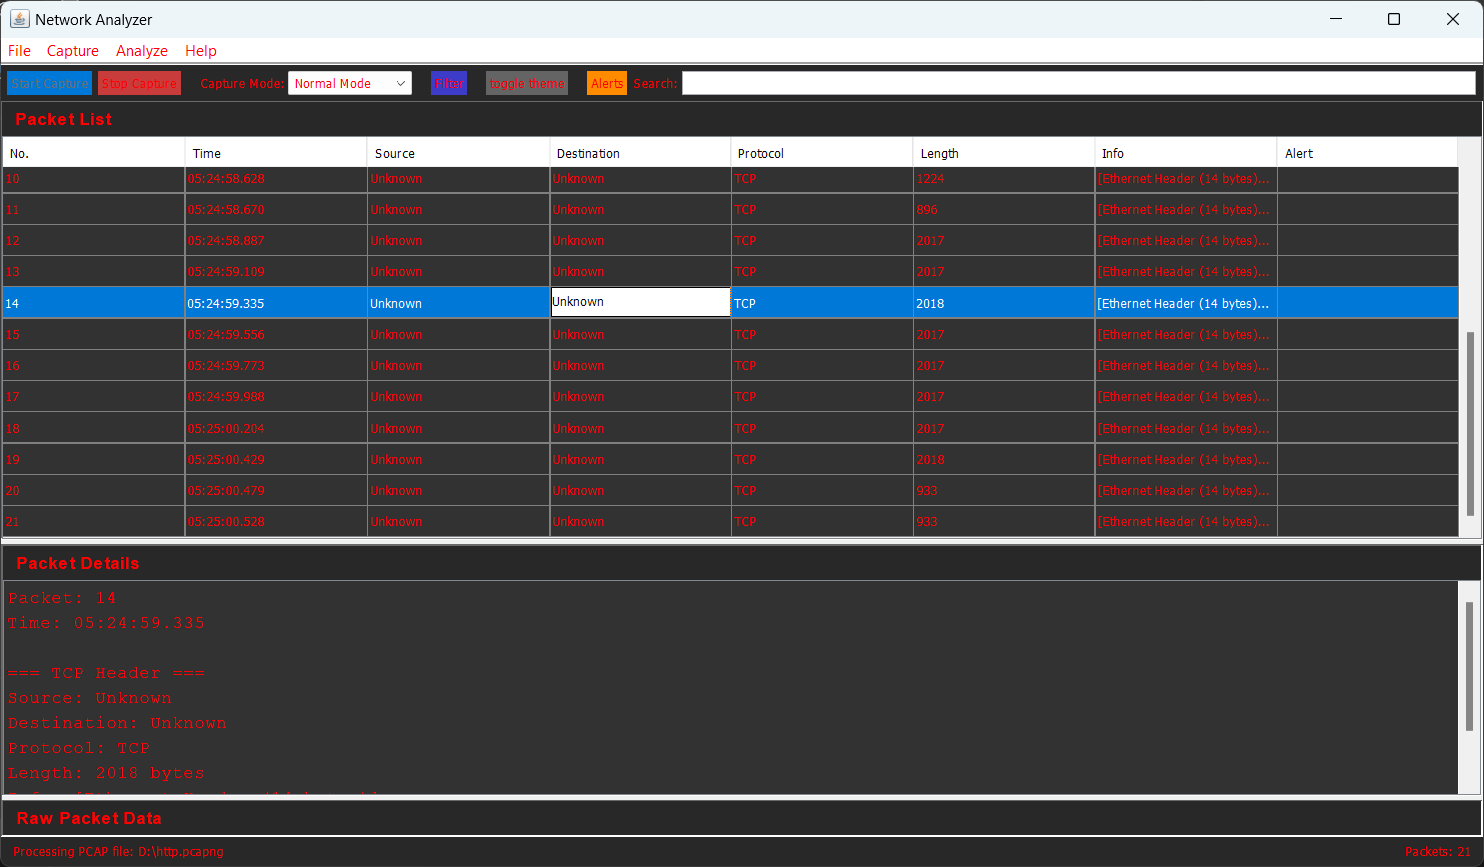 Network Analyzer
File Capture Analyze Help
Start Capture Stop Capture Capture Mode: Normal Mode Filter toggle theme Alerts Search:
Packet List
No. Time Source Destination Protocol Length Info Alert
10 05:24:58.628 Unknown Unknown TCP 1224 [Ethernet Header (14 bytes)...
11 05:24:58.670 Unknown Unknown TCP 896 [Ethernet Header (14 bytes)...
12 05:24:58.887 Unknown Unknown TCP 2017 [Ethernet Header (14 bytes)...
13 05:24:59.109 Unknown Unknown TCP 2017 [Ethernet Header (14 bytes)...
14 05:24:59.335 Unknown Unknown TCP 2018 [Ethernet Header (14 bytes)...
15 05:24:59.556 Unknown Unknown TCP 2017 [Ethernet Header (14 bytes)...
16 05:24:59.773 Unknown Unknown TCP 2017 [Ethernet Header (14 bytes)...
17 05:24:59.988 Unknown Unknown TCP 2017 [Ethernet Header (14 bytes)...
18 05:25:00.204 Unknown Unknown TCP 2017 [Ethernet Header (14 bytes)...
19 05:25:00.429 Unknown Unknown TCP 2018 [Ethernet Header (14 bytes)...
20 05:25:00.479 Unknown Unknown TCP 933 [Ethernet Header (14 bytes)...
21 05:25:00.528 Unknown Unknown TCP 933 [Ethernet Header (14 bytes)...
Packet Details
Packet: 14
Time: 05:24:59.335
=== TCP Header ===
Source: Unknown
Destination: Unknown
Protocol: TCP
Length: 2018 bytes
Raw Packet Data
Processing PCAP file: D:\http.pcapng Packets: 21